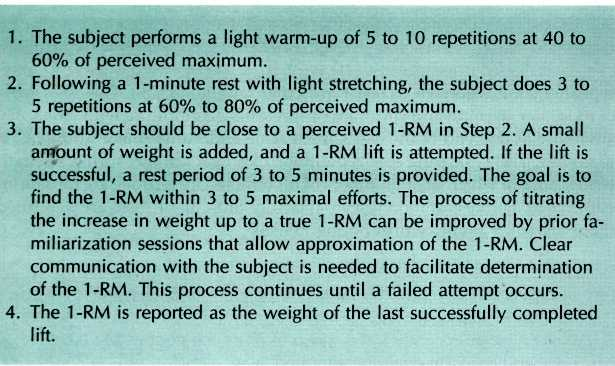 1. The subject performs a light warm-up of 5 to 10 repetitions at 40 to
60% of perceived maximum.
2. Following a 1-minute rest with light stretching, the subject does 3 to
5 repetitions at 60% to 80% of perceived maximum.
3. The subject should be close to a perceived 1-RM in Step 2. A small
amount of weight is added, and a 1-RM lift is attempted. If the lift is
successful, a rest period of 3 to 5 minutes is provided. The goal is to
find the 1-RM within 3 to 5 maximal efforts. The process of titrating
the increase in weight up to a true 1-RM can be improved by prior fa-
miliarization sessions that allow approximation of the 1-RM. Clear
communication with the subject is needed to facilitate determination
of the 1-RM. This process continues until a failed attempt occurs.
4. The 1-RM is reported as the weight of the last successfully completed
lift.